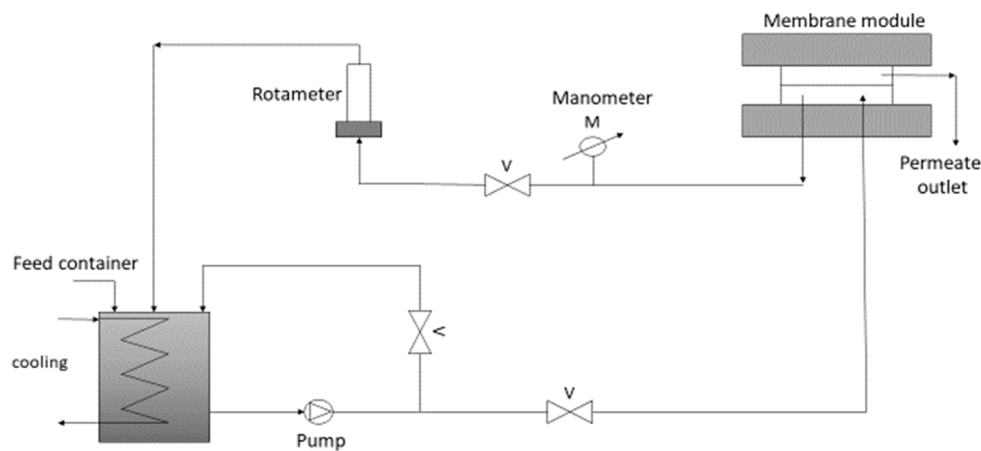 Membrane module
Rotameter
Manometer
M
V
Permeate
outlet
Feed container
V
cooling
V
Pump